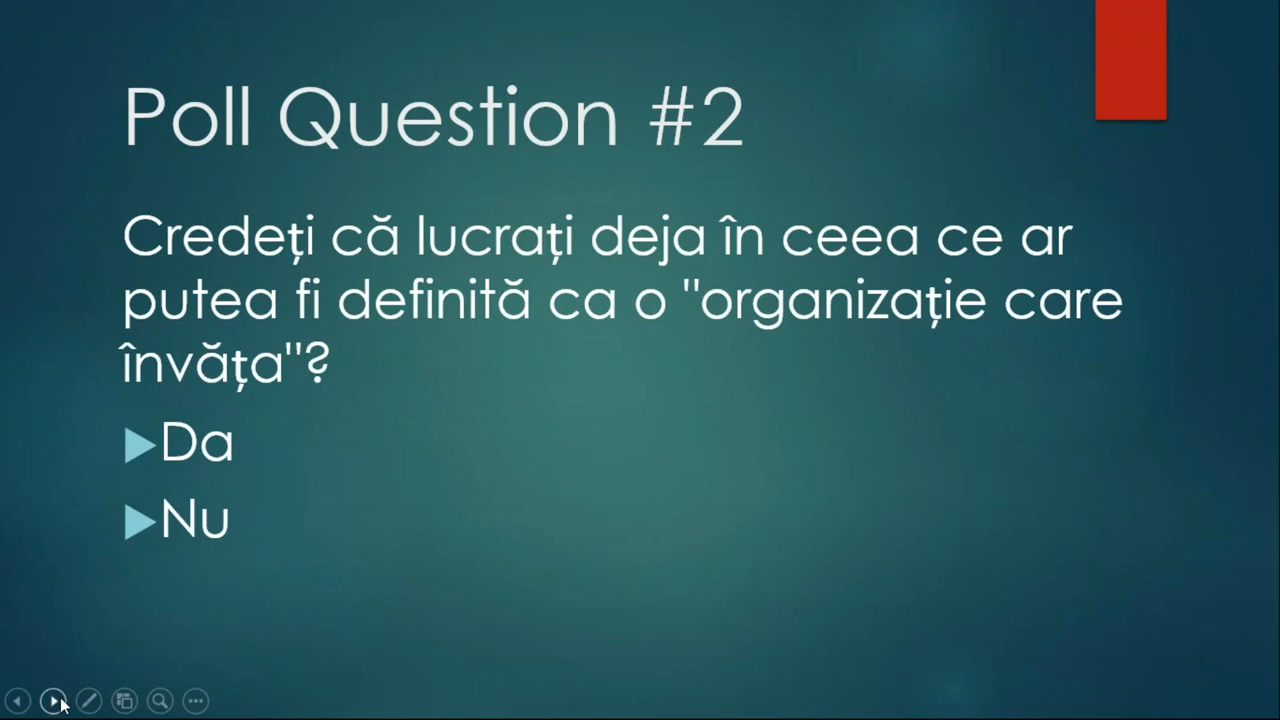 Poll Question #2
Credeți că lucrați deja în ceea ce ar
putea fi definită ca o "organizație care
învăța"?
Da
Nu